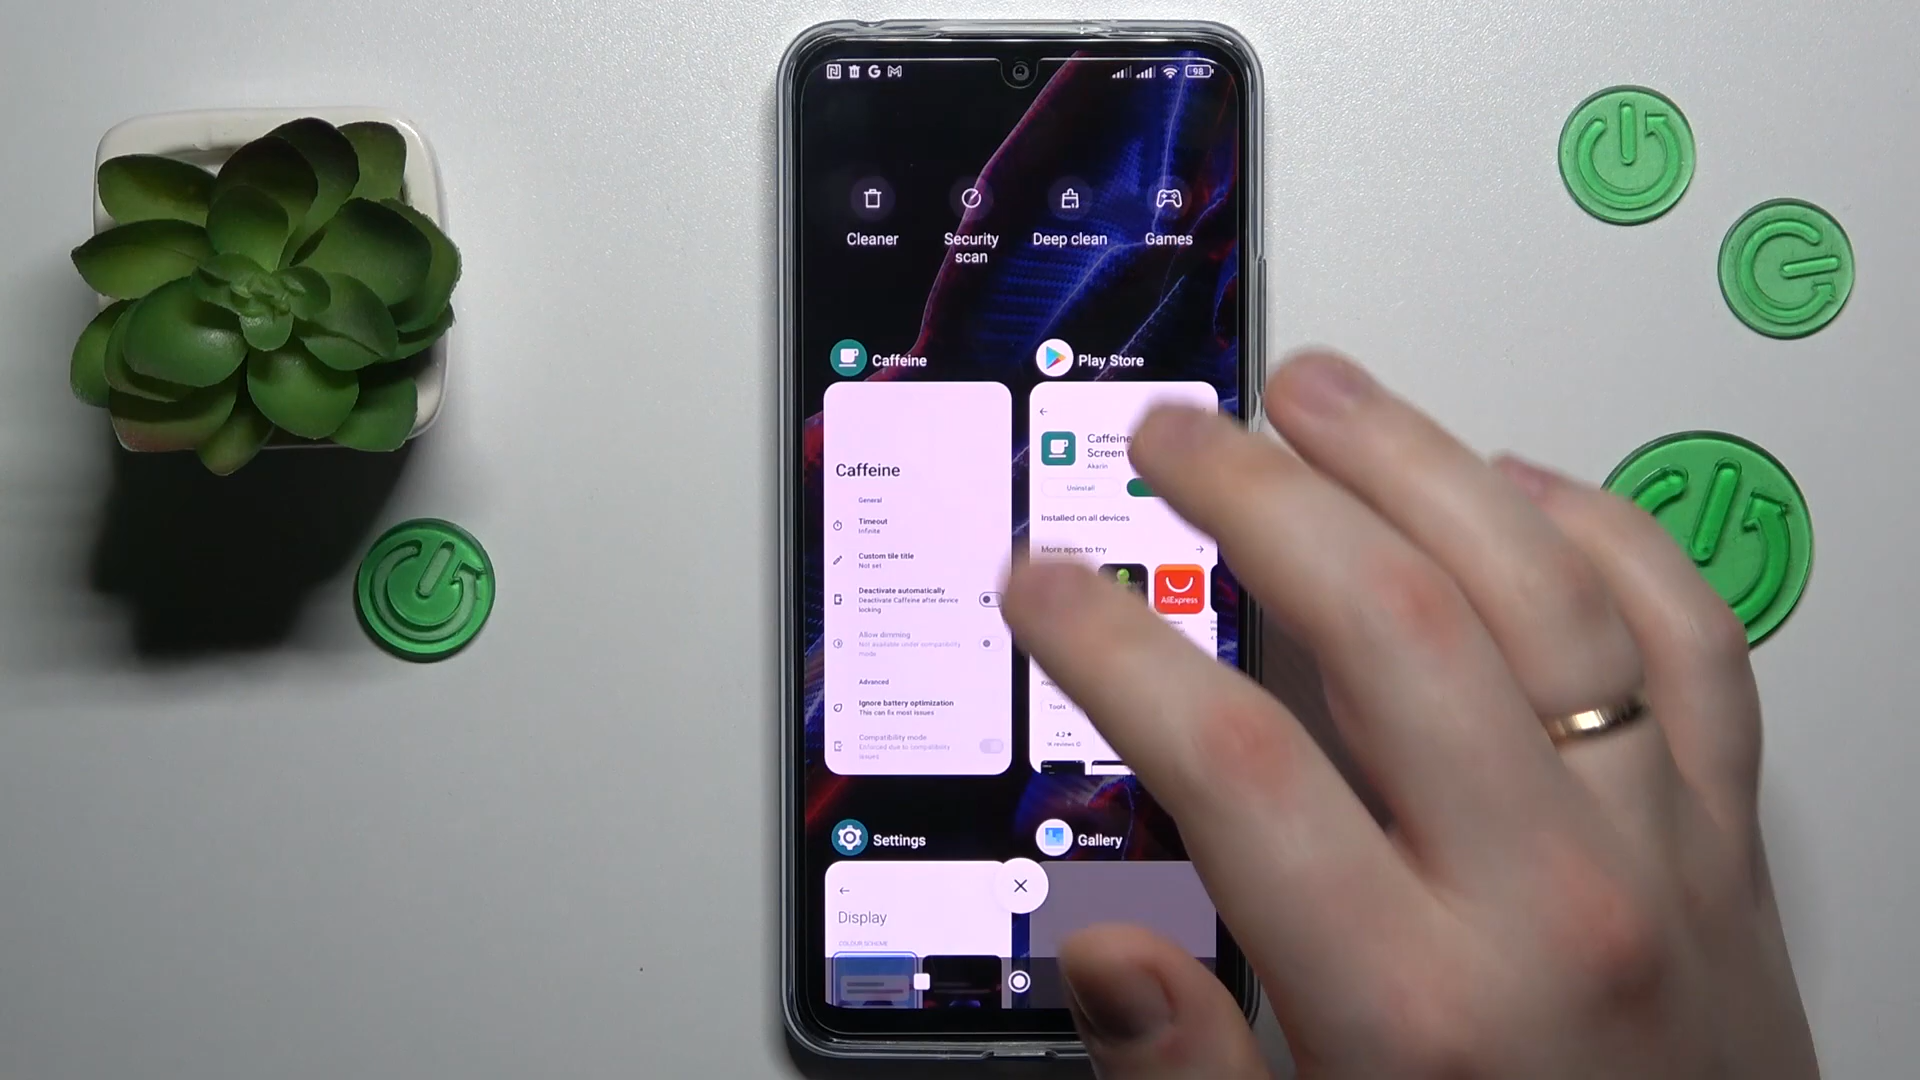 98
Cleaner
Security
scan
Deep clean
Games
Caffeine
Play Store
Caffeine
General
Timeout
Infinite
Custom tile title
Not set
Deactivate automatically
Deactivate Caffeine after device
locking
Allow dimming
Not available under compatibility
mode
Advanced
Ignore battery optimization
This can fix most issues
Compatibility mode
Enforced due to compatibility
issues
Caffeine
Screen
Akarin
Uninstall
Installed on all devices
More apps to try
AliExpress
Tools
4.2 ★
1K reviews
Settings
Gallery
Display
COLOUR SCHEME